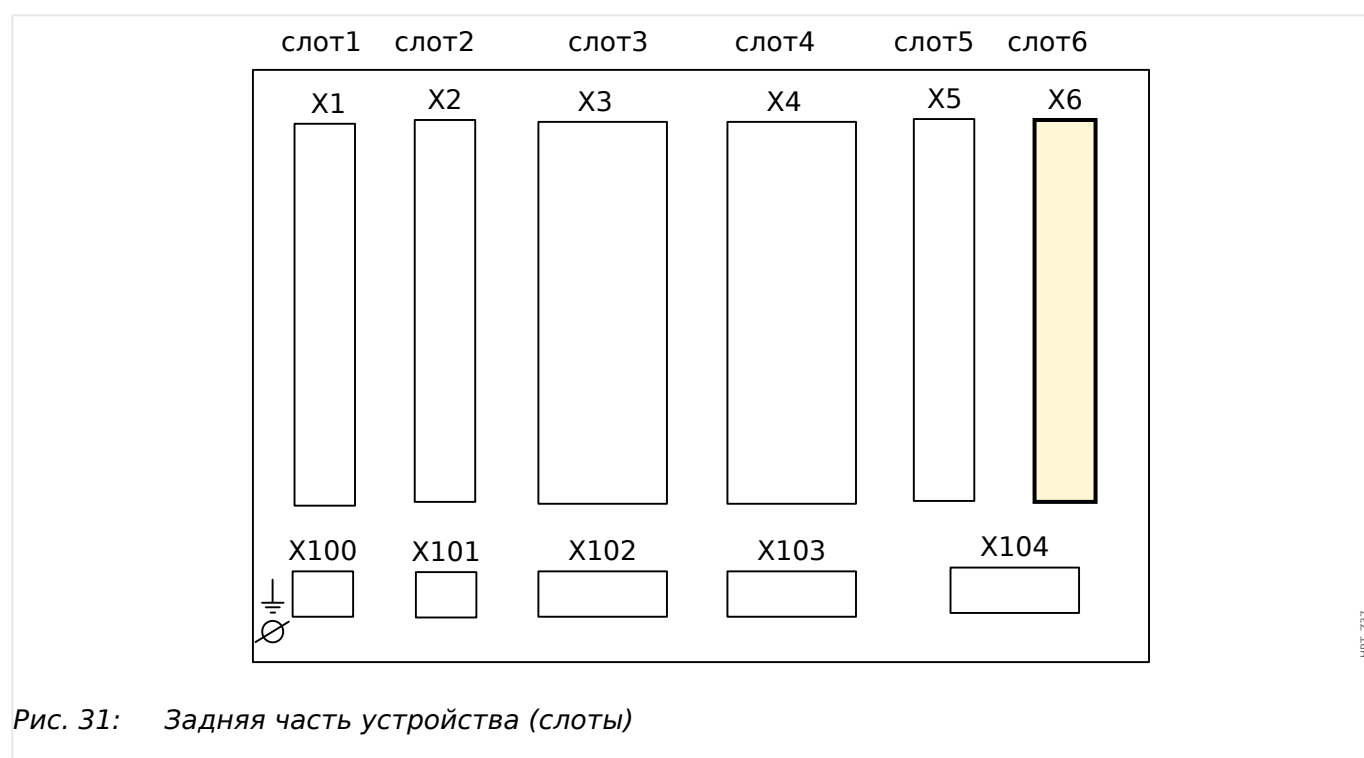 слот1 слот2 слот3 слот4 слот5 слот6
X1 X2 X3 X4 X5 X6
X100 X101 X102 X103 X104
Рис. 31: Задняя часть устройства (слоты)